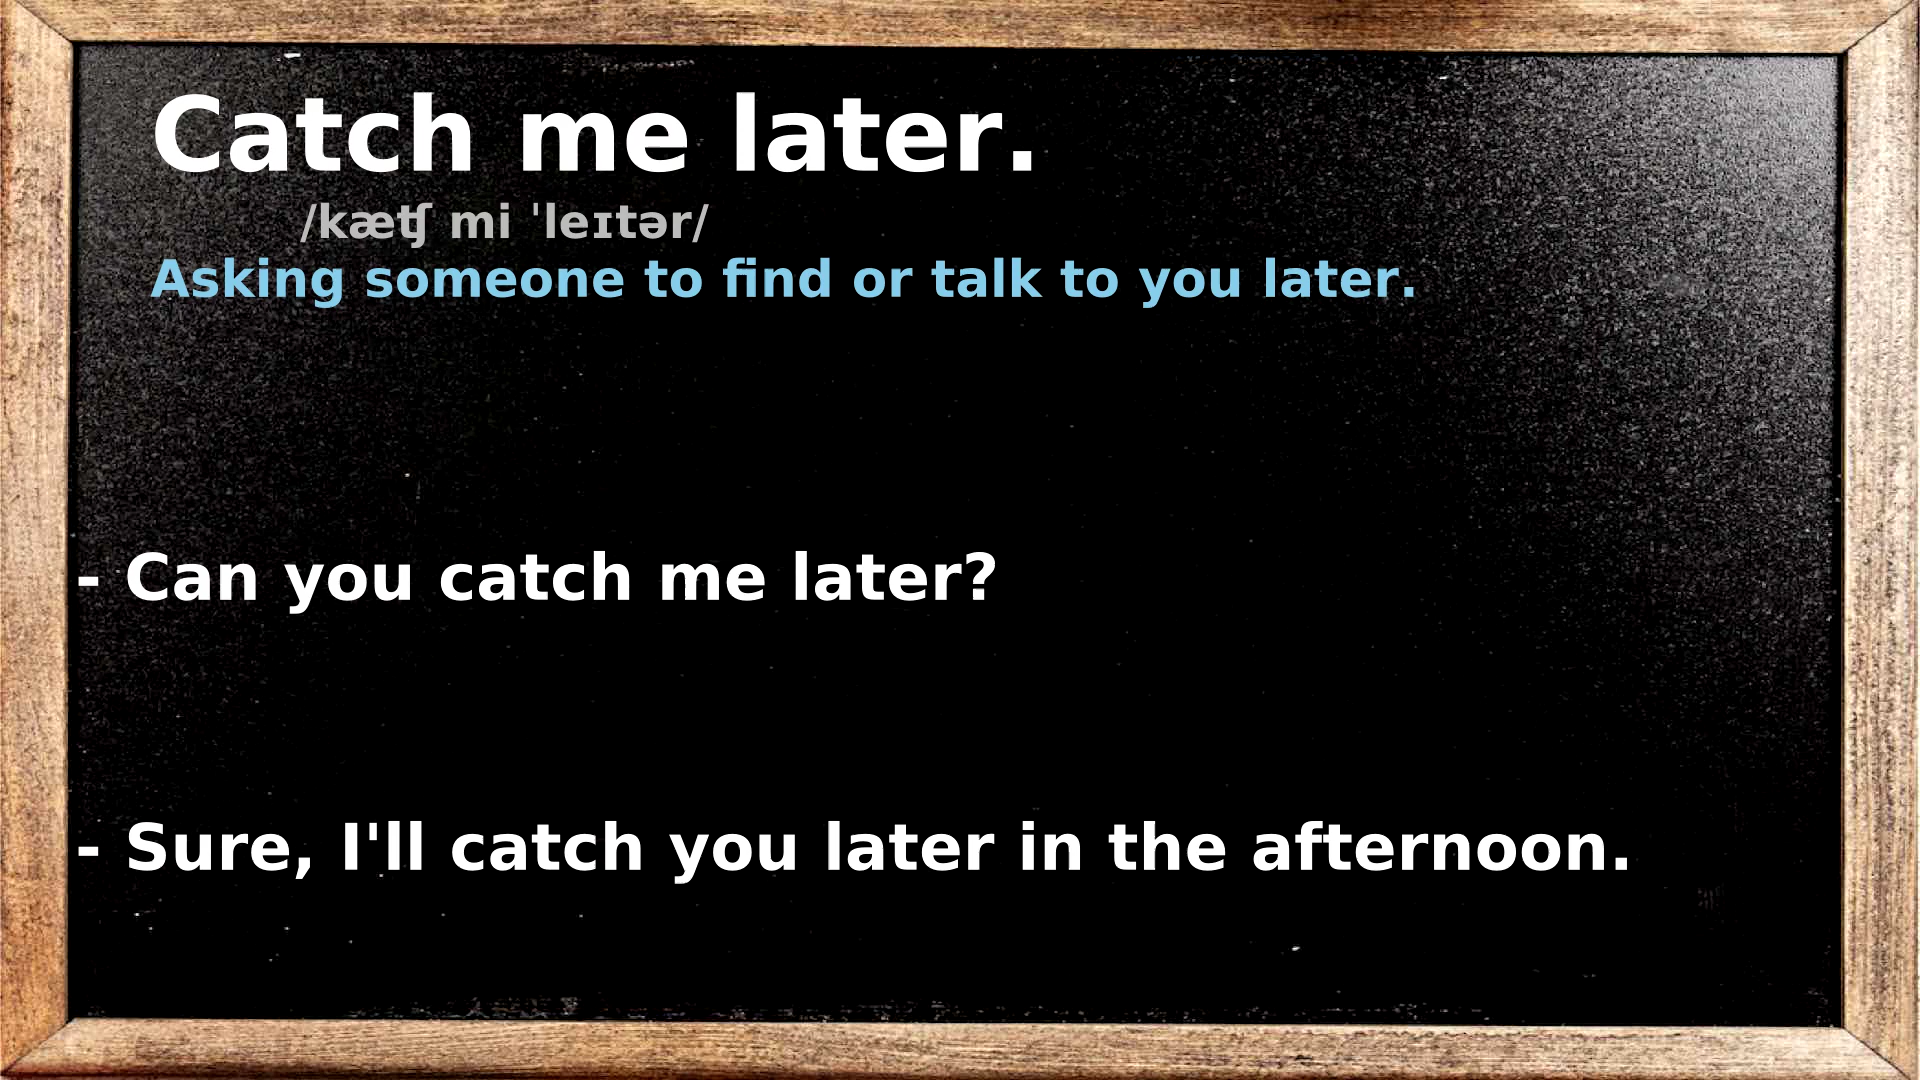 Catch me later.
/kæʧ mi ˈleɪtər/
Asking someone to find or talk to you later.
- Can you catch me later?
- Sure, I'll catch you later in the afternoon.